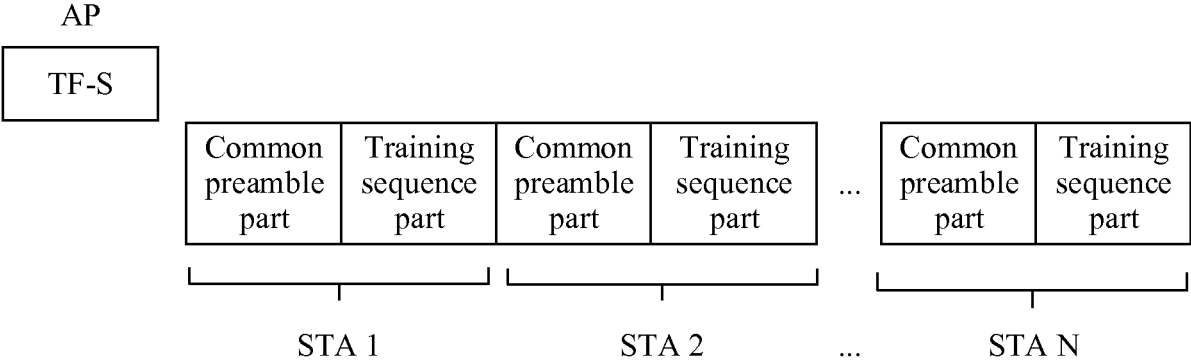 AP
TF-S
Common preamble part
Training sequence part
Common preamble part
Training sequence part
...
Common preamble part
Training sequence part
STA 1
STA 2
...
STA N